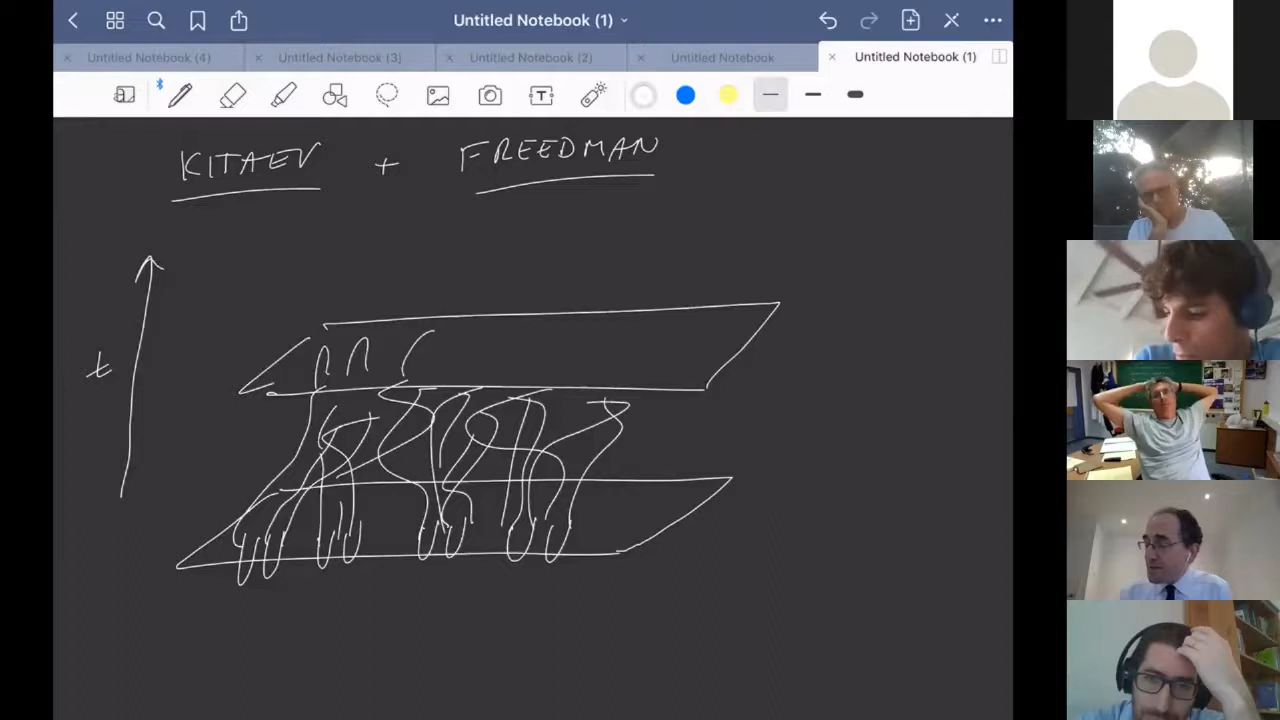 Untitled Notebook (1)
Untitled Notebook (4)
Untitled Notebook (3)
Untitled Notebook (2)
Untitled Notebook
Untitled Notebook (1)
T
KITAEV + FREEDMAN
t